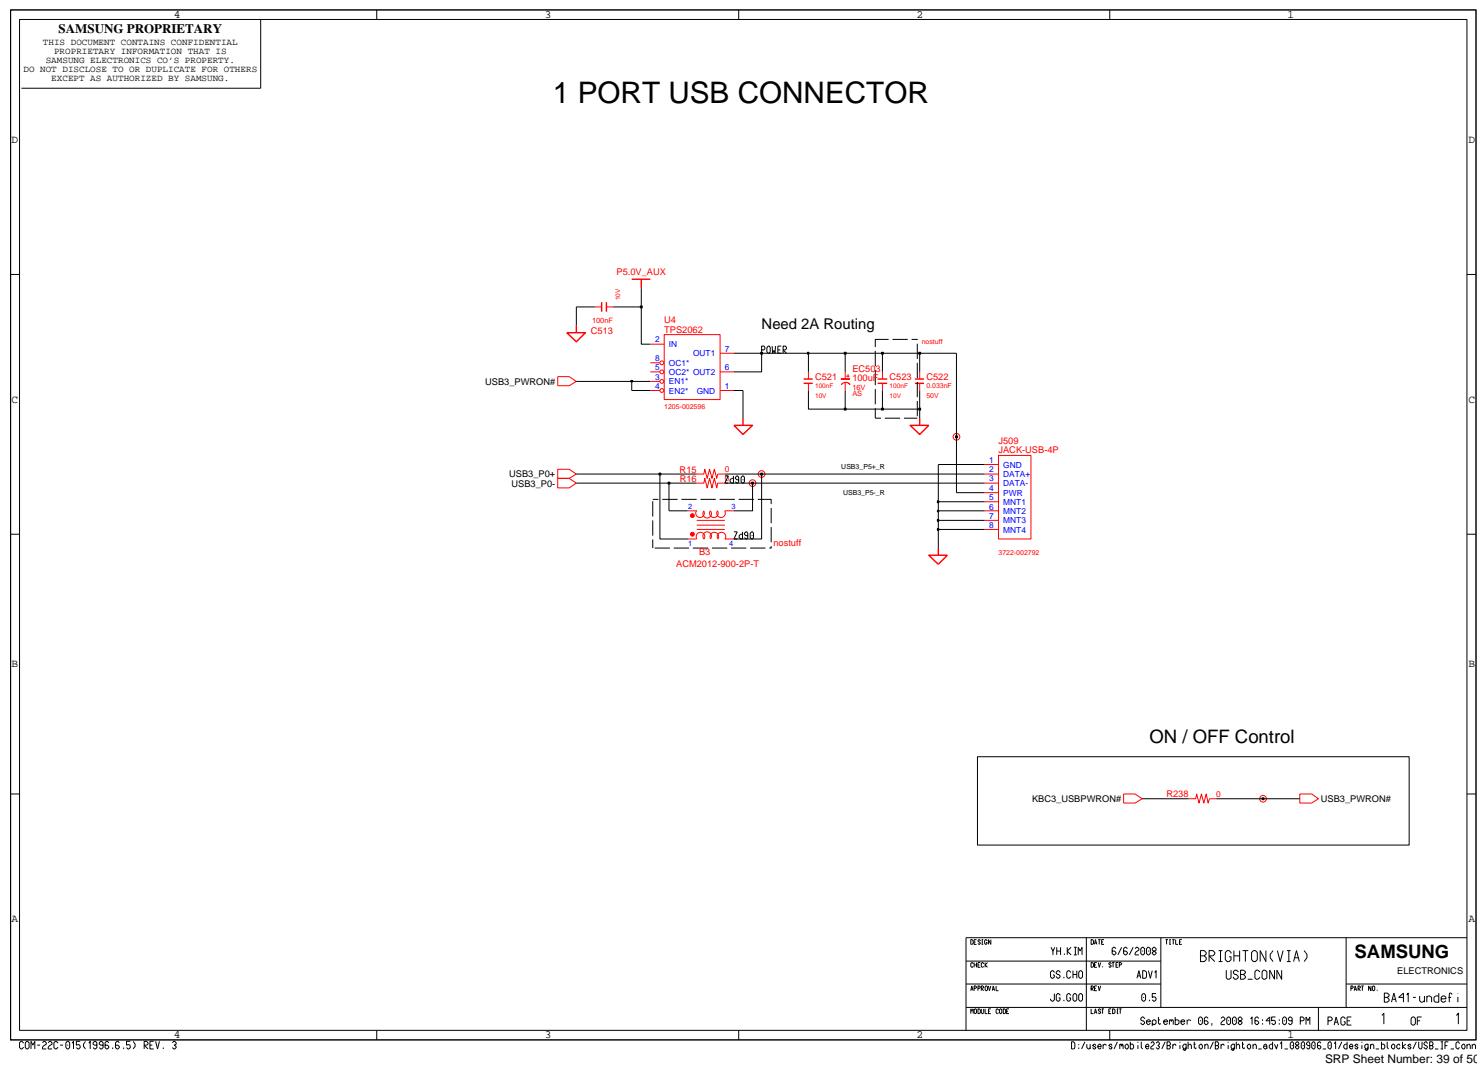 4 3 2 1
SAMSUNG PROPRIETARY
THIS DOCUMENT CONTAINS CONFIDENTIAL
PROPRIETARY INFORMATION THAT IS
SAMSUNG ELECTRONICS CO'S PROPERTY.
DO NOT DISCLOSE TO OR DUPLICATE FOR OTHERS
EXCEPT AS AUTHORIZED BY SAMSUNG.
1 PORT USB CONNECTOR
D D
P5.0V_AUX
10V
100nF
C513
U4
TPS2062
2 IN
OUT1 7
8 OC1*
5 OC2* OUT2 6
3 EN1*
4 EN2* GND 1
1205-002596
USB3_PWRON#
Need 2A Routing
POWER
nostuff
C521
100nF
10V
EC503
100uF
16V
AS
C523
100nF
10V
C522
0.033nF
50V
C C
J509
JACK-USB-4P
1 GND
2 DATA+
3 DATA-
4 PWR
5 MNT1
6 MNT2
7 MNT3
8 MNT4
3722-002792
USB3_P0+
USB3_P0-
R15 0
R16
Zd90
06PZ
USB3_P5+_R
USB3_P5-_R
2 3
1 4
Zd90
06PZ
B3
nostuff
ACM2012-900-2P-T
B B
ON / OFF Control
KBC3_USBPWRON# R238 0 USB3_PWRON#
A A
DESIGN YH.KIM
DATE 6/6/2008
TITLE
BRIGHTON(VIA)
USB_CONN
SAMSUNG
ELECTRONICS
CHECK GS.CHO
DEV. STEP ADV1
APPROVAL JG.GOO
REV 0.5
PART NO.
BA41-undefi
MODULE CODE
LAST EDIT
September 06, 2008 16:45:09 PM
PAGE 1 OF 1
4 3 2 1
COM-22C-015(1996.6.5) REV. 3
D:/users/mobile23/Brighton/Brighton_adv1_080906_01/design_blocks/USB_IF_Conn
SRP Sheet Number: 39 of 50